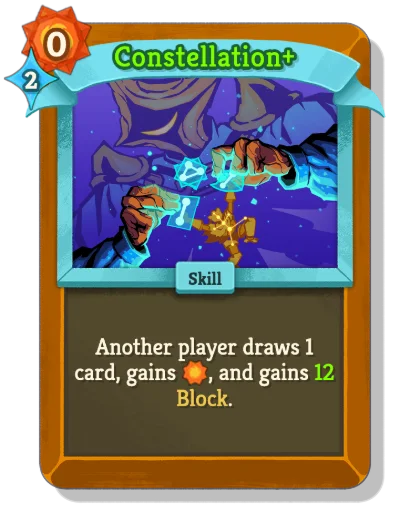 0
Constellation+
2
Skill
Another player draws 1
card, gains , and gains 12
Block.